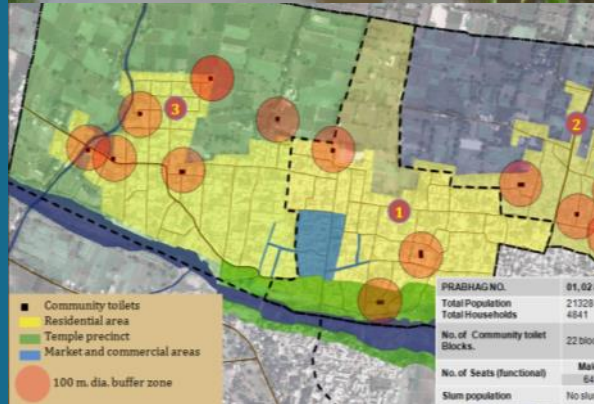 3
2
1
Community toilets
Residential area
Temple precinct
Market and commercial areas
100 m. dia. buffer zone
PRABHAG NO. 01, 02
Total Population 21328
Total Households 4841
No. of Community toilet
Blocks. 22
No. of Seats (functional)
64
Slum population No